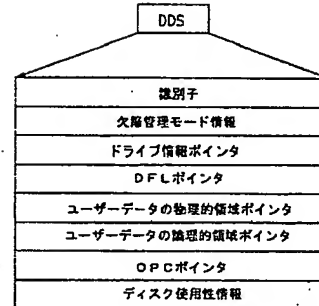 DDS
識別子
欠陥管理モード情報
ドライブ情報ポインタ
DFLポインタ
ユーザーデータの物理的領域ポインタ
ユーザーデータの論理的領域ポインタ
OPCポインタ
ディスク使用性情報